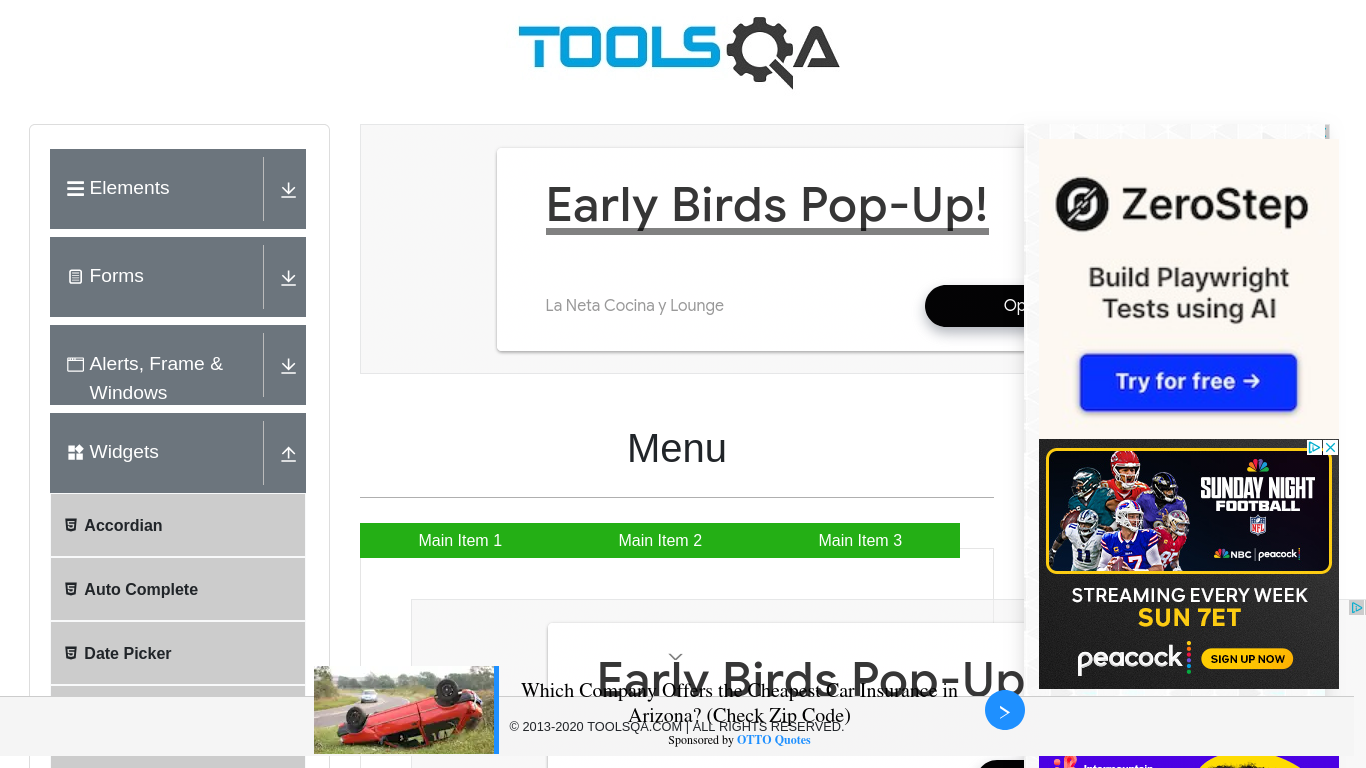 TOOLSQA
Elements
Forms
Alerts, Frame &
Windows
Widgets
Accordian
Auto Complete
Date Picker
Early Birds Pop-Up!
La Neta Cocina y Lounge
Op
Menu
Main Item 1
Main Item 2
Main Item 3
Early Birds Pop-Up
ZeroStep
Build Playwright
Tests using AI
Try for free →
SUNDAY NIGHT
FOOTBALL
NFL
NBC | peacock
STREAMING EVERY WEEK
SUN 7ET
peacock
SIGN UP NOW
Which Company Offers the Cheapest Car Insurance in
Arizona? (Check Zip Code)
© 2013-2020 TOOLSQA.COM | ALL RIGHTS RESERVED.
Sponsored by OTTO Quotes
Intermountain